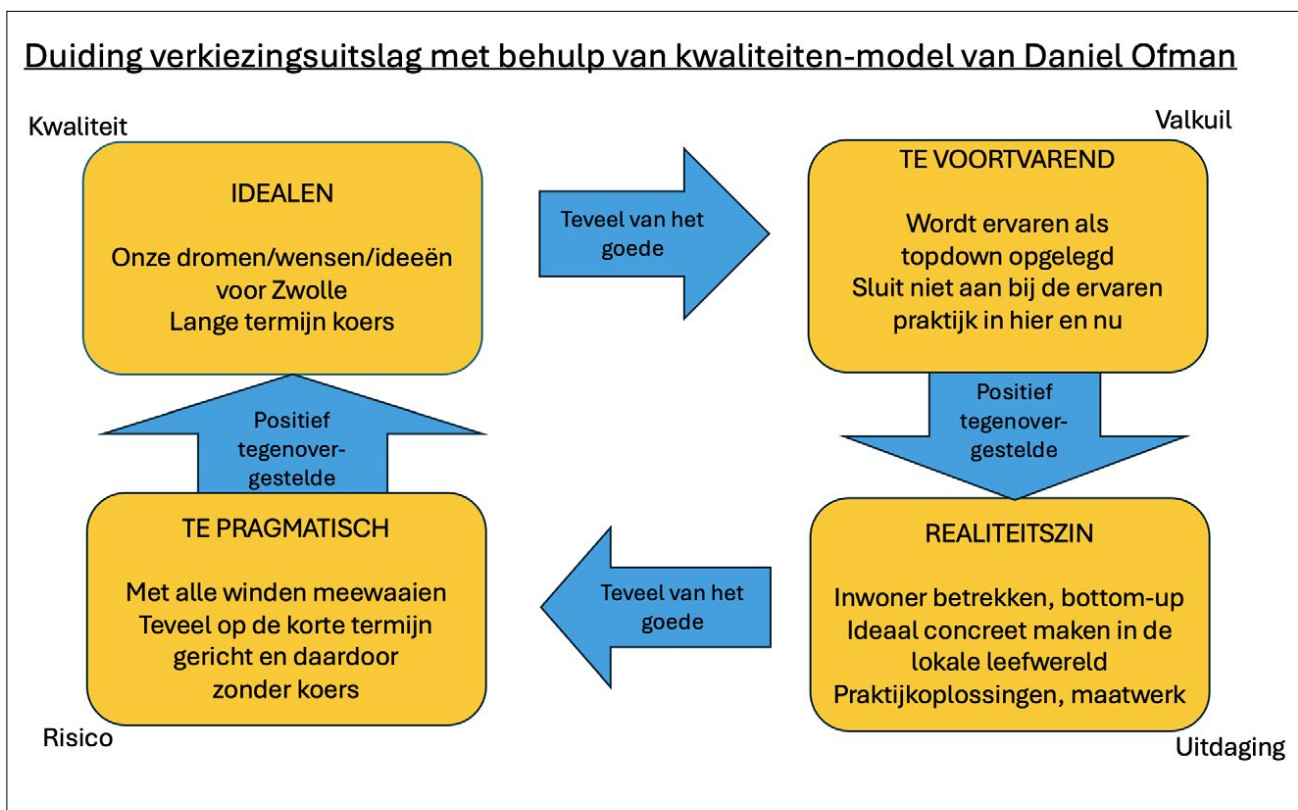 Duiding verkiezingsuitslag met behulp van kwaliteiten-model van Daniel Ofman
Kwaliteit
IDEALEN
Onze dromen/wensen/ideeën
voor Zwolle
Lange termijn koers
Teveel van het
goede
Valkuil
TE VOORTVAREND
Wordt ervaren als
topdown opgelegd
Sluit niet aan bij de ervaren
praktijk in hier en nu
Positief
tegenover-
gestelde
REALITEITSZIN
Inwoner betrekken, bottom-up
Ideaal concreet maken in de
lokale leefwereld
Praktijkoplossingen, maatwerk
Uitdaging
Teveel van het
goede
TE PRAGMATISCH
Met alle winden meewaaien
Teveel op de korte termijn
gericht en daardoor
zonder koers
Risico
Positief
tegenover-
gestelde